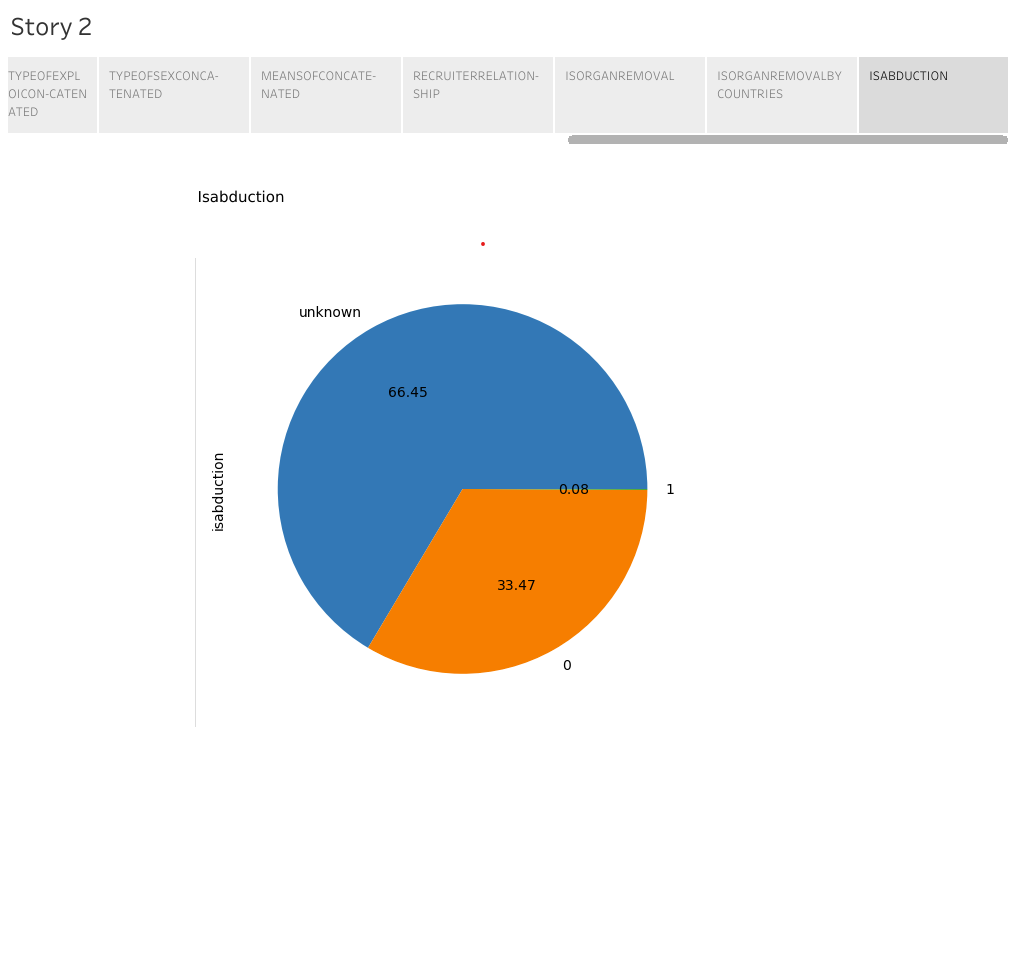 Story 2
TYPEOFEXPL
OICON-CATEN
ATED
TYPEOFSEXCONCA-
TENATED
MEANSOFCONCATE-
NATED
RECRUITERRELATION-
SHIP
ISORGANREMOVAL
ISORGANREMOVALBY
COUNTRIES
ISABDUCTION
Isabduction
unknown
66.45
0.08
1
isabduction
33.47
0